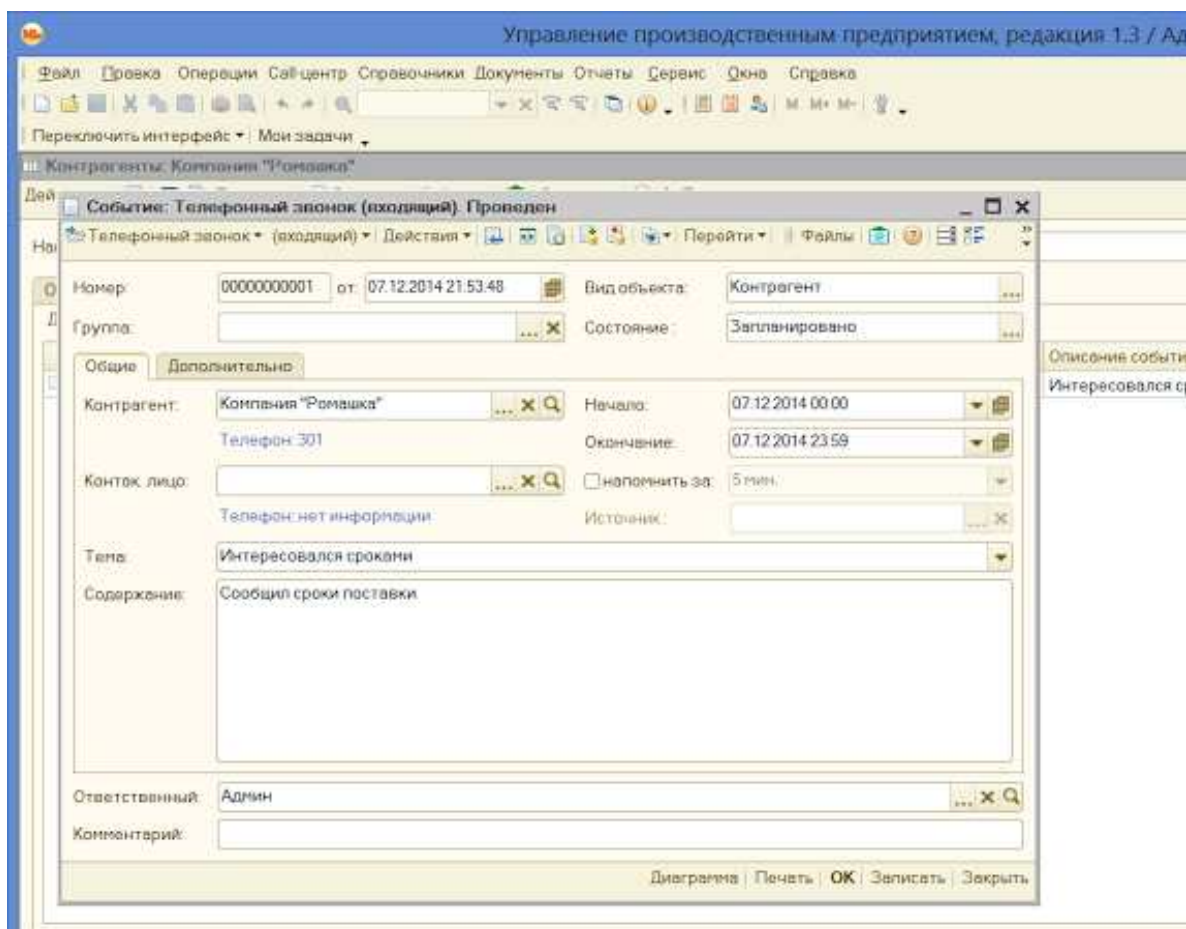 Управление производственным предприятием, редакция 1.3 / Ад
Файл Правка Операции Call-центр Справочники Документы Отчеты Сервис Окна Справка
M M+ M-
Переключить интерфейс Мои задачи
Контрагенты: Компания "Ромашка"
Дей
Событие: Телефонный звонок (входящий). Проведен
Телефонный звонок (входящий) Действия Перейти Файлы
Номер: 00000000001 от: 07.12.2014 21:53:48 Вид объекта: Контрагент ...
Группа: ... Состояние: Запланировано ...
Общие Дополнительно
Описание событи
Интересовался ср
Контрагент: Компания "Ромашка" ... Начало: 07.12.2014 00:00
Телефон: 301 Окончание: 07.12.2014 23:59
Контак. лицо: ... напомнить за: 5 мин.
Телефон: нет информации Источник: ...
Тема: Интересовался сроками
Содержание: Сообщил сроки поставки
Ответственный: Админ ...
Комментарий:
Диаграмма Печать OK Записать Закрыть